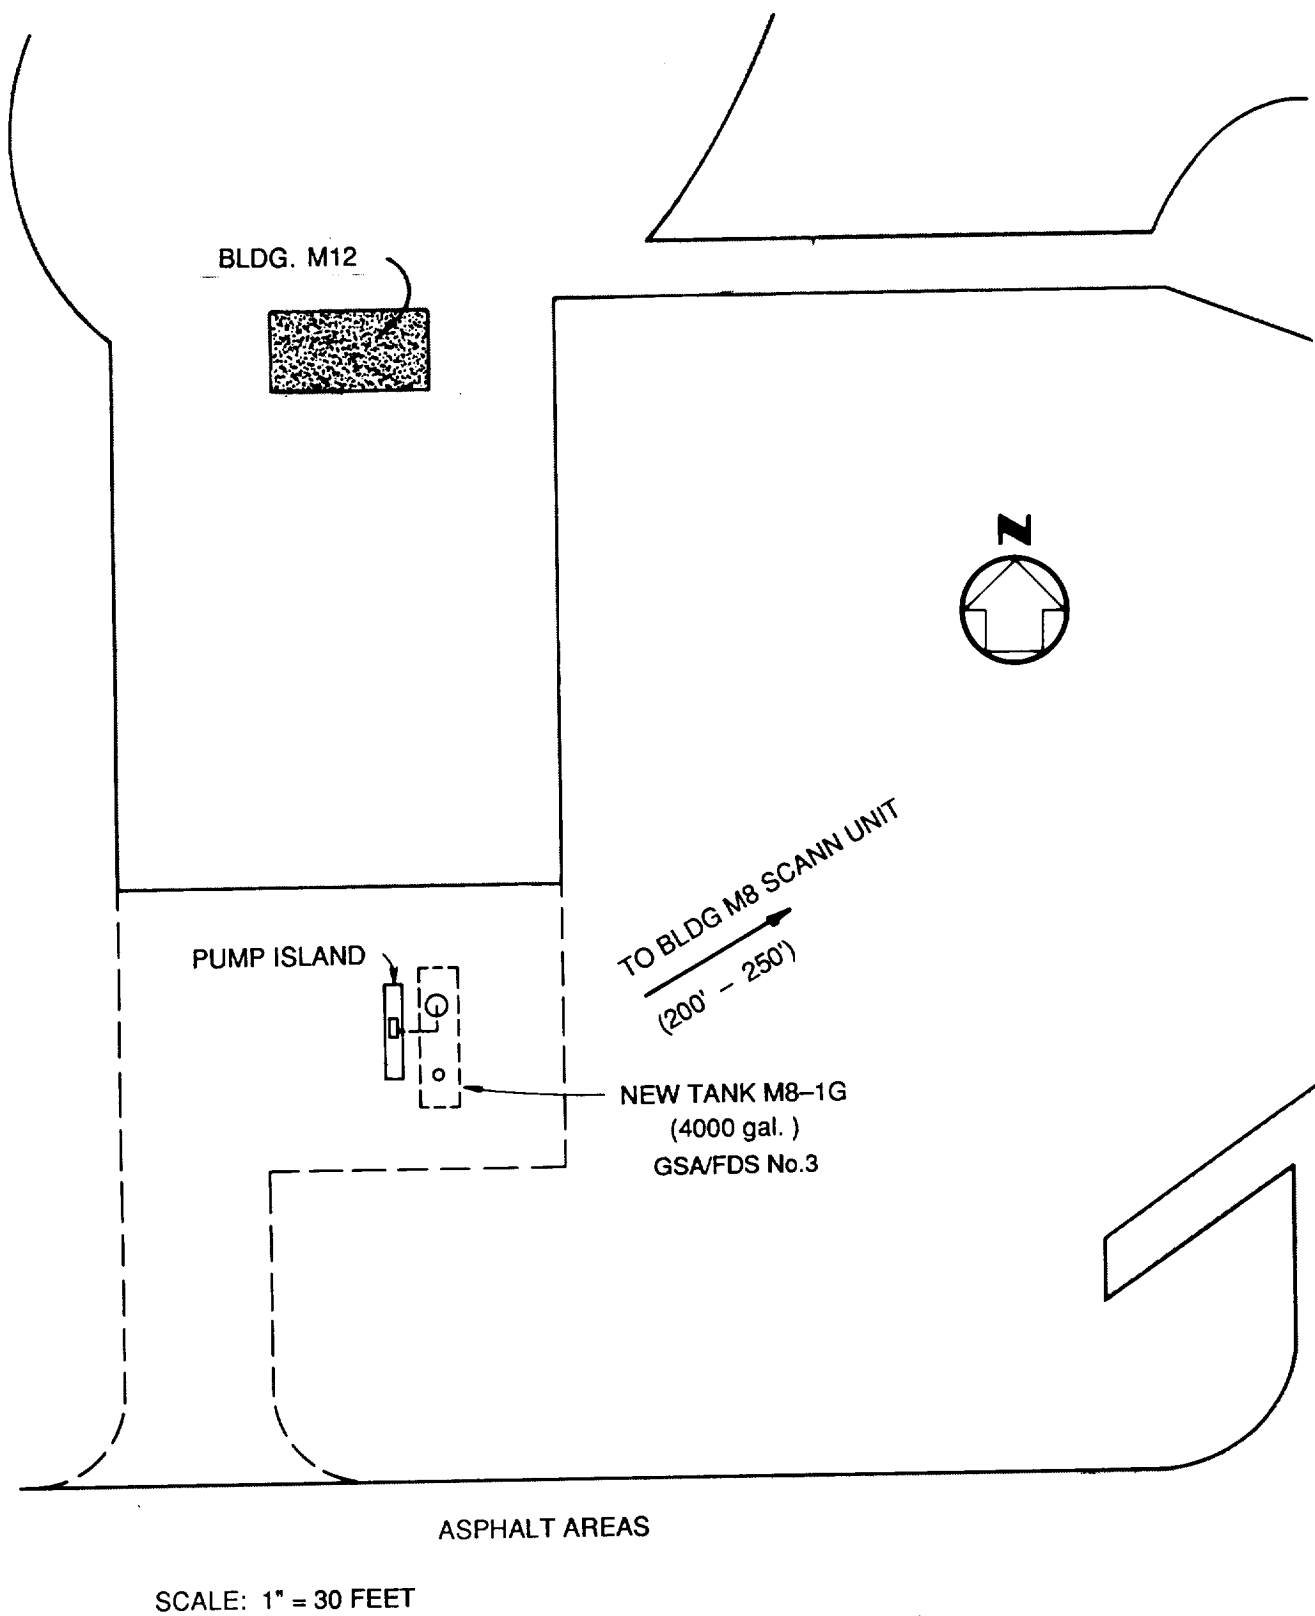 BLDG. M12
N
TO BLDG M8 SCANN UNIT
(200' – 250')
PUMP ISLAND
NEW TANK M8–1G
(4000 gal. )
GSA/FDS No.3
ASPHALT AREAS
SCALE: 1" = 30 FEET